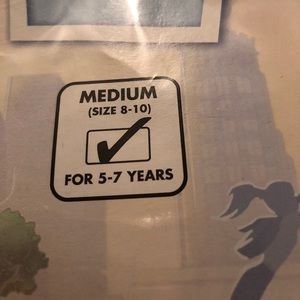 MEDIUM
(SIZE 8-10)
FOR 5-7 YEARS